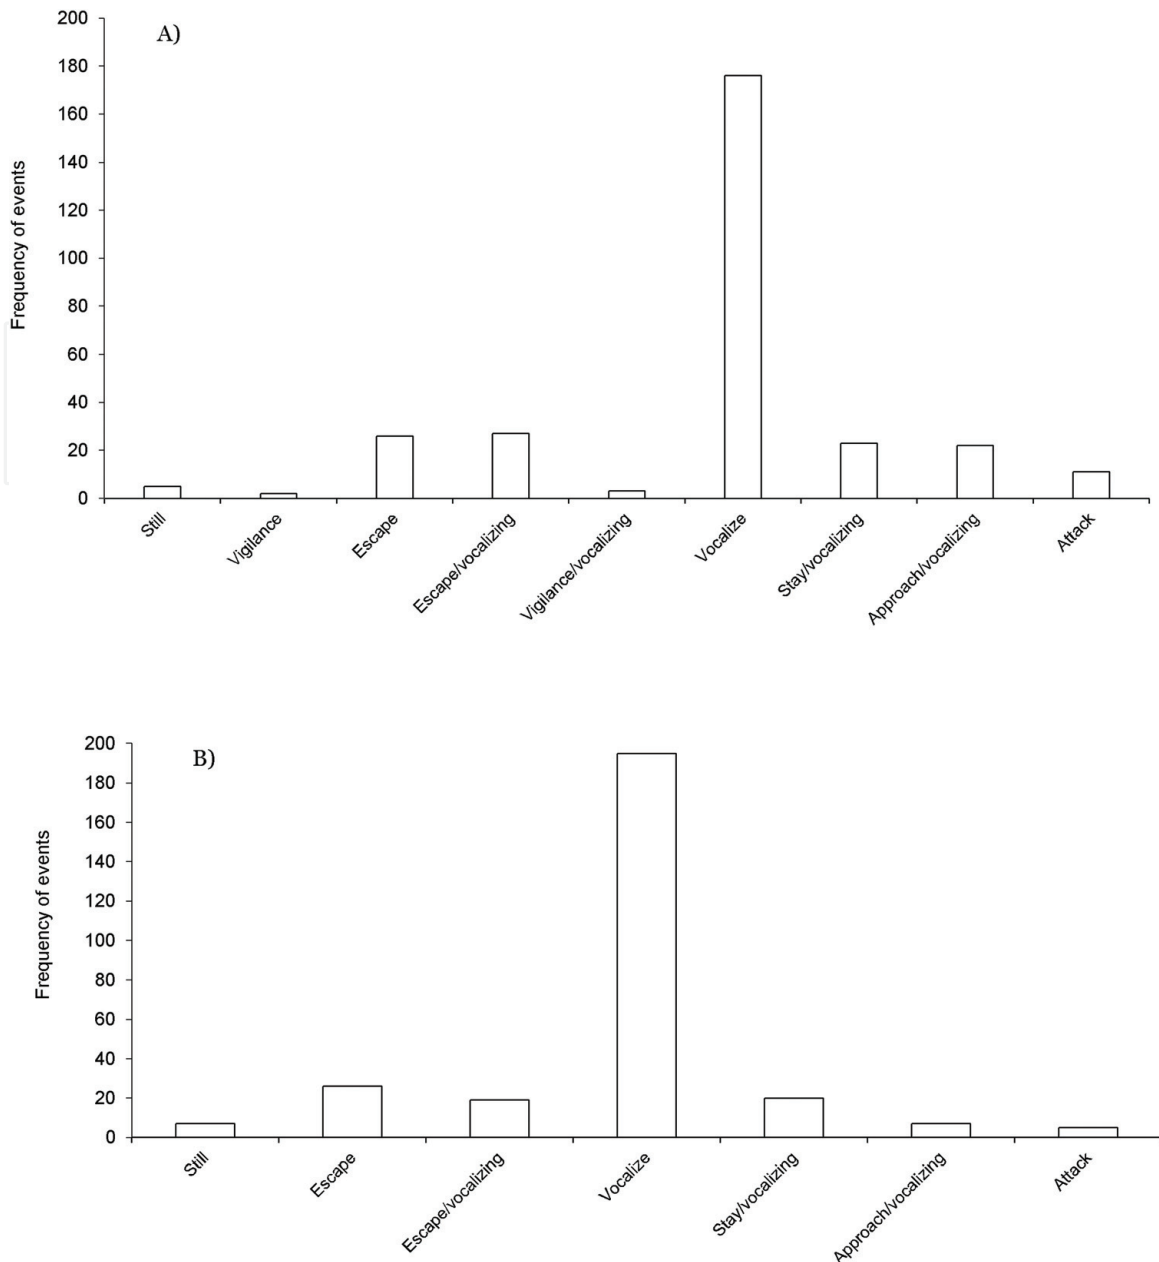 A)
Frequency of events
200
180
160
140
120
100
80
60
40
20
0
Still
Vigilance
Escape
Escape/vocalizing
Vigilance/vocalizing
Vocalize
Stay/vocalizing
Approach/vocalizing
Attack
B)
Frequency of events
200
180
160
140
120
100
80
60
40
20
0
Still
Escape
Escape/vocalizing
Vocalize
Stay/vocalizing
Approach/vocalizing
Attack